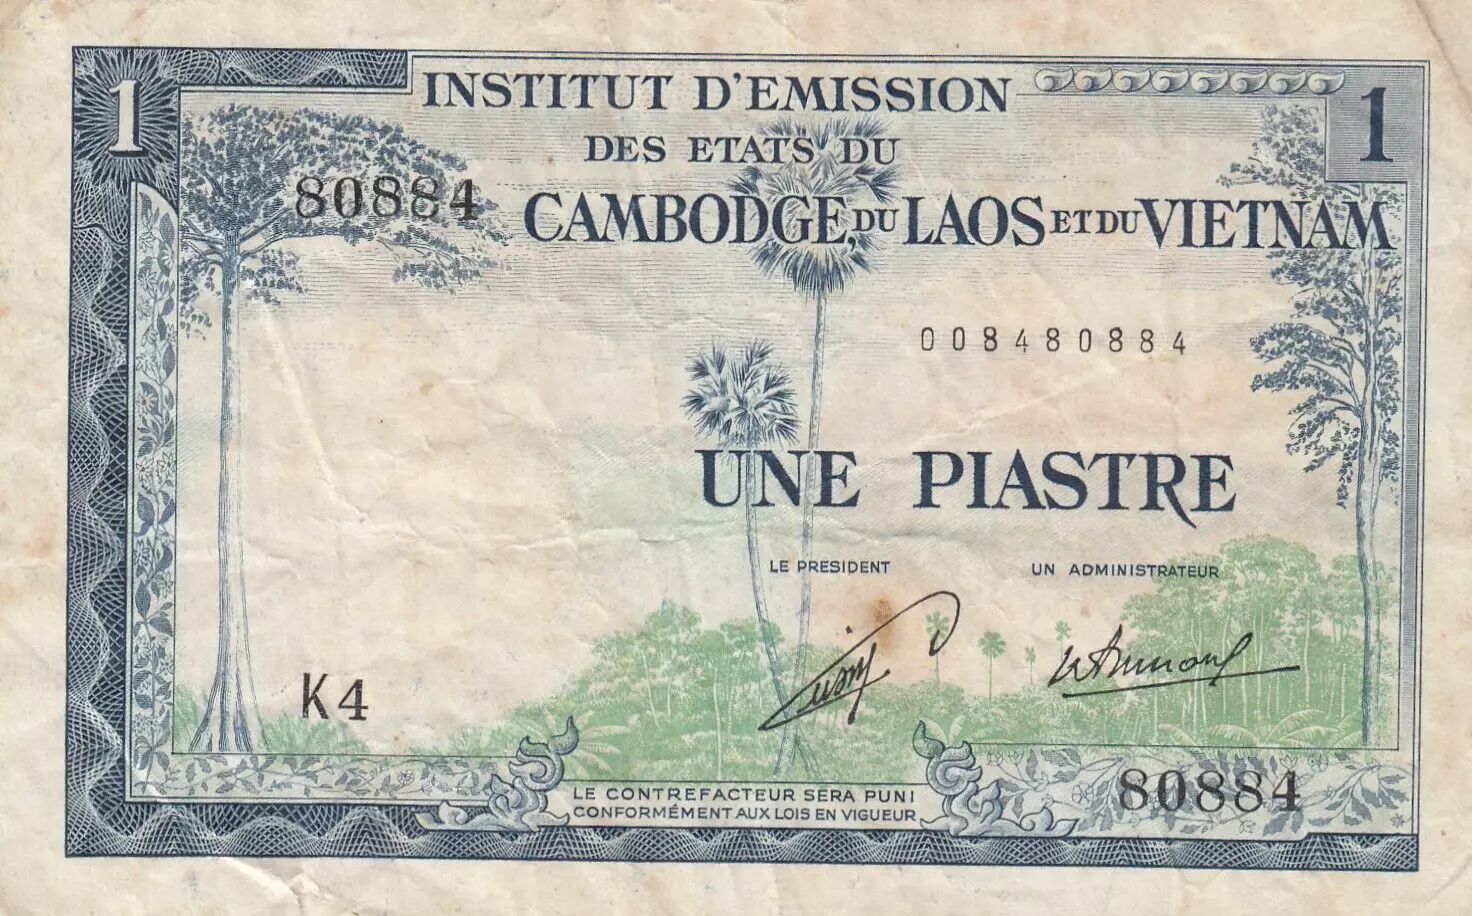 1
INSTITUT D'EMISSION
1
DES ETATS DU
80884
CAMBODGE, DU LAOS ET DU VIETNAM
008480884
UNE PIASTRE
LE PRESIDENT
UN ADMINISTRATEUR
K4
80884
LE CONTREFACTEUR SERA PUNI
CONFORMÉMENT AUX LOIS EN VIGUEUR